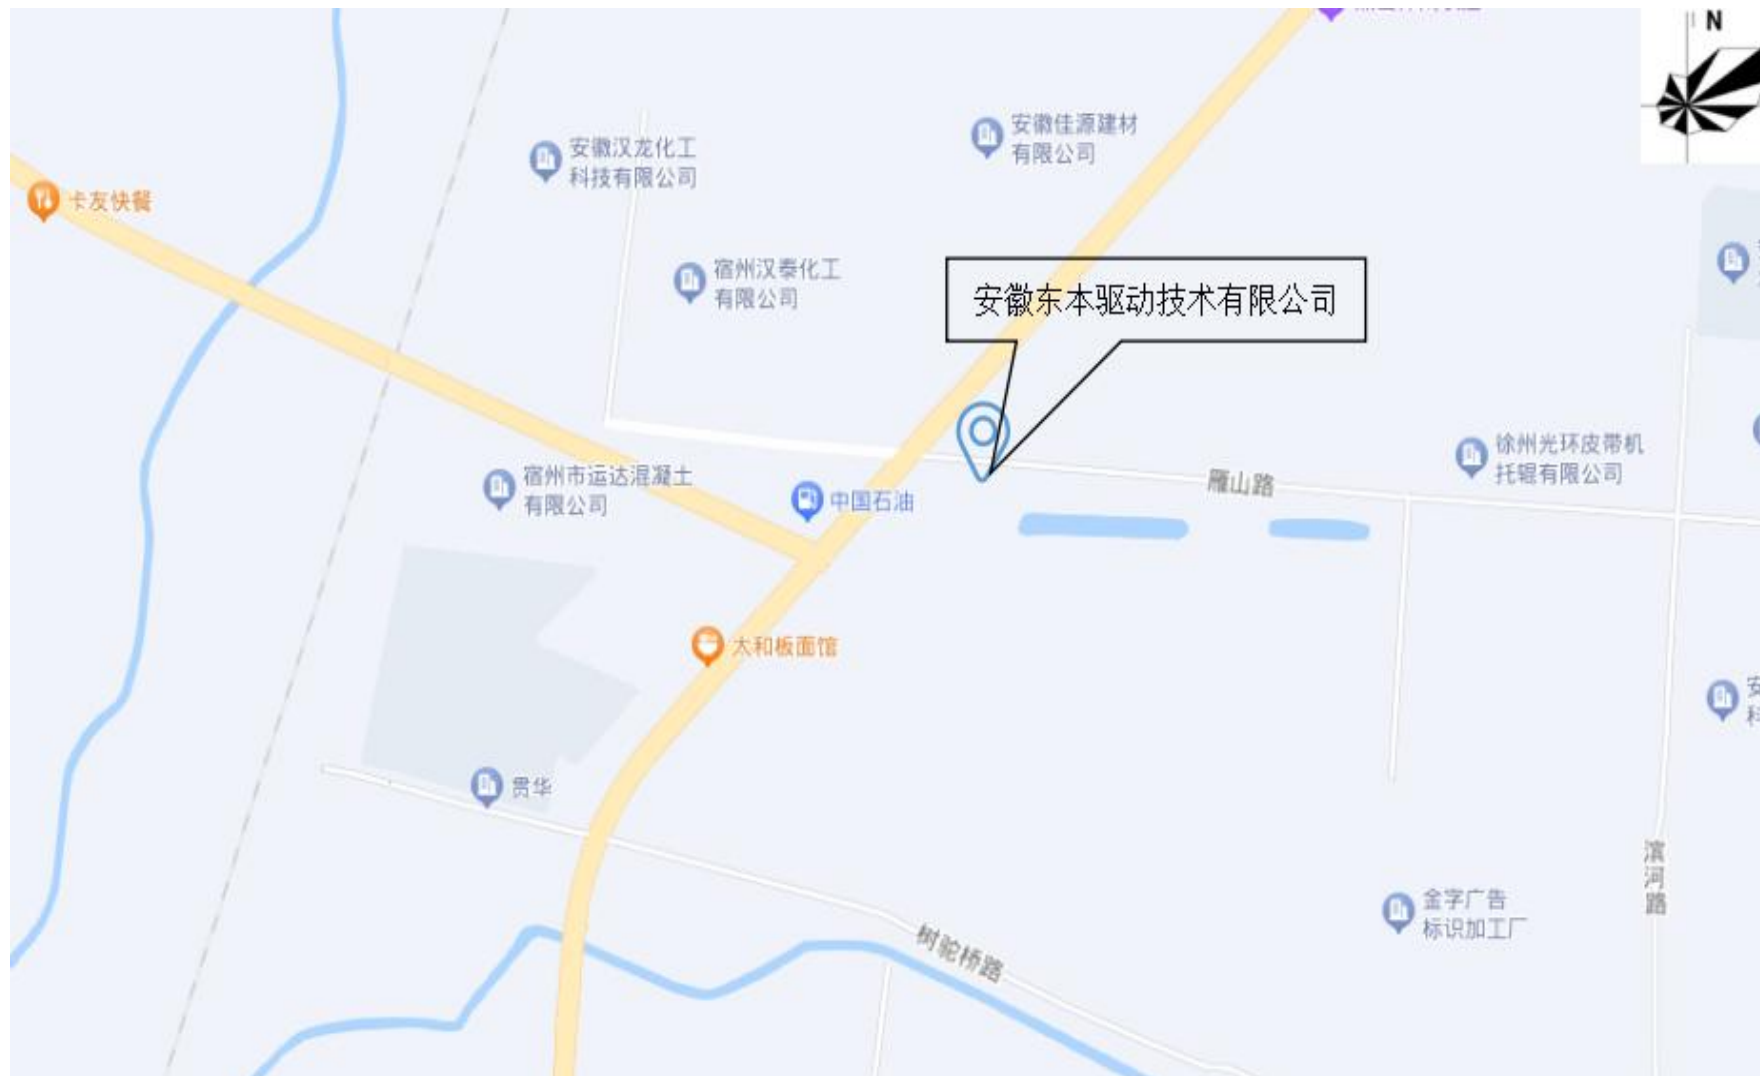 N
安徽佳源建材
有限公司
安徽汉龙化工
科技有限公司
卡友快餐
宿州汉泰化工
有限公司
安徽东本驱动技术有限公司
徐州光环皮带机
托辊有限公司
雁山路
宿州市运达混凝土
有限公司
中国石油
太和板面馆
安
科
贯华
滨河路
金字广告
标识加工厂
树驼桥路